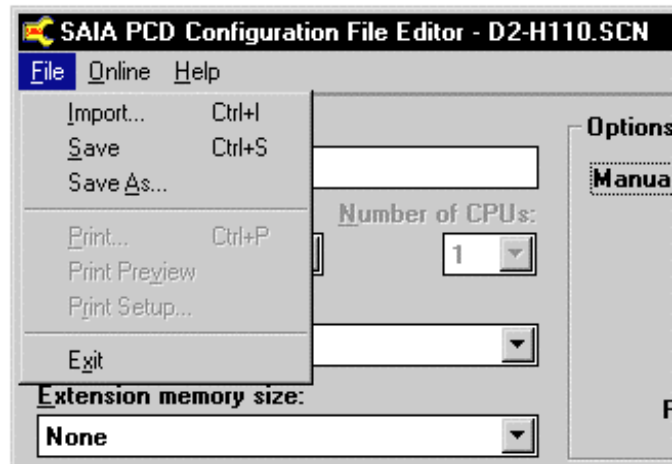 SAIA PCD Configuration File Editor - D2-H110.SCN
File Online Help
Import... Ctrl+I
Save Ctrl+S
Save As...
Print... Ctrl+P
Print Preview
Print Setup...
Exit
Options
Manua
Number of CPUs:
1
Extension memory size:
None